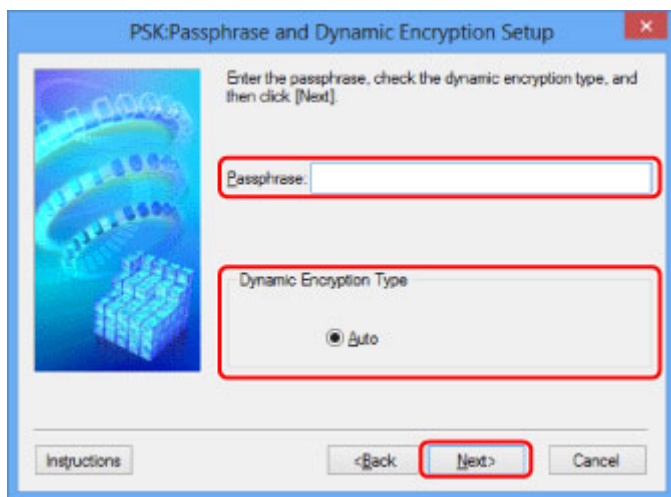 PSK:Passphrase and Dynamic Encryption Setup
Enter the passphrase, check the dynamic encryption type, and
then click [Next].
Passphrase:
Dynamic Encryption Type
Auto
Instructions
<Back
Next>
Cancel